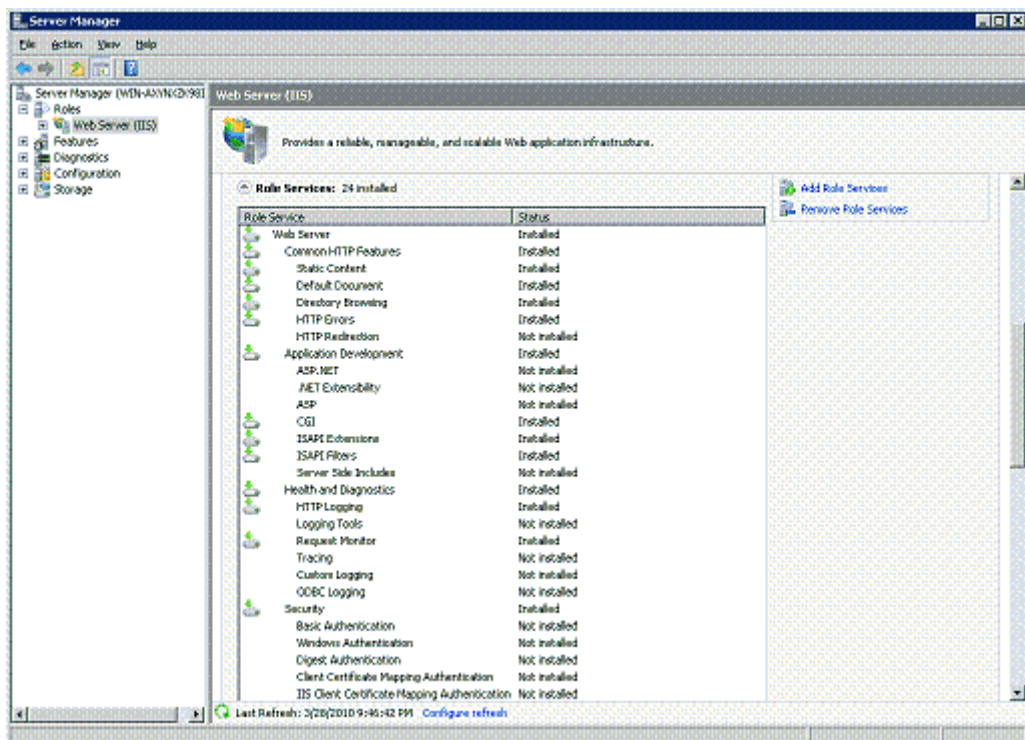 Server Manager
File Action View Help
Server Manager (WIN-
Roles
Web Server (IIS)
Features
Diagnostics
Configuration
Storage
Web Server (IIS)
Provides a reliable, manageable, and scalable Web application infrastructure.
Role Services: 24 installed
Add Role Services
Remove Role Services
Role Service Status
Web Server Installed
Common HTTP Features Installed
Static Content Installed
Default Document Installed
Directory Browsing Installed
HTTP Errors Installed
HTTP Redirection Not installed
Application Development Installed
ASP.NET Not installed
.NET Extensibility Not installed
ASP Not installed
CGI Installed
ISAPI Extensions Installed
ISAPI Filters Installed
Server Side Includes Not installed
Health and Diagnostics Installed
HTTP Logging Installed
Logging Tools Not installed
Request Monitor Installed
Tracing Not installed
Custom Logging Not installed
ODBC Logging Not installed
Security Installed
Basic Authentication Not installed
Windows Authentication Not installed
Digest Authentication Not installed
Client Certificate Mapping Authentication Not installed
IIS Client Certificate Mapping Authentication Not installed
Last Refresh: 3/28/2010 9:46:42 PM Configure refresh